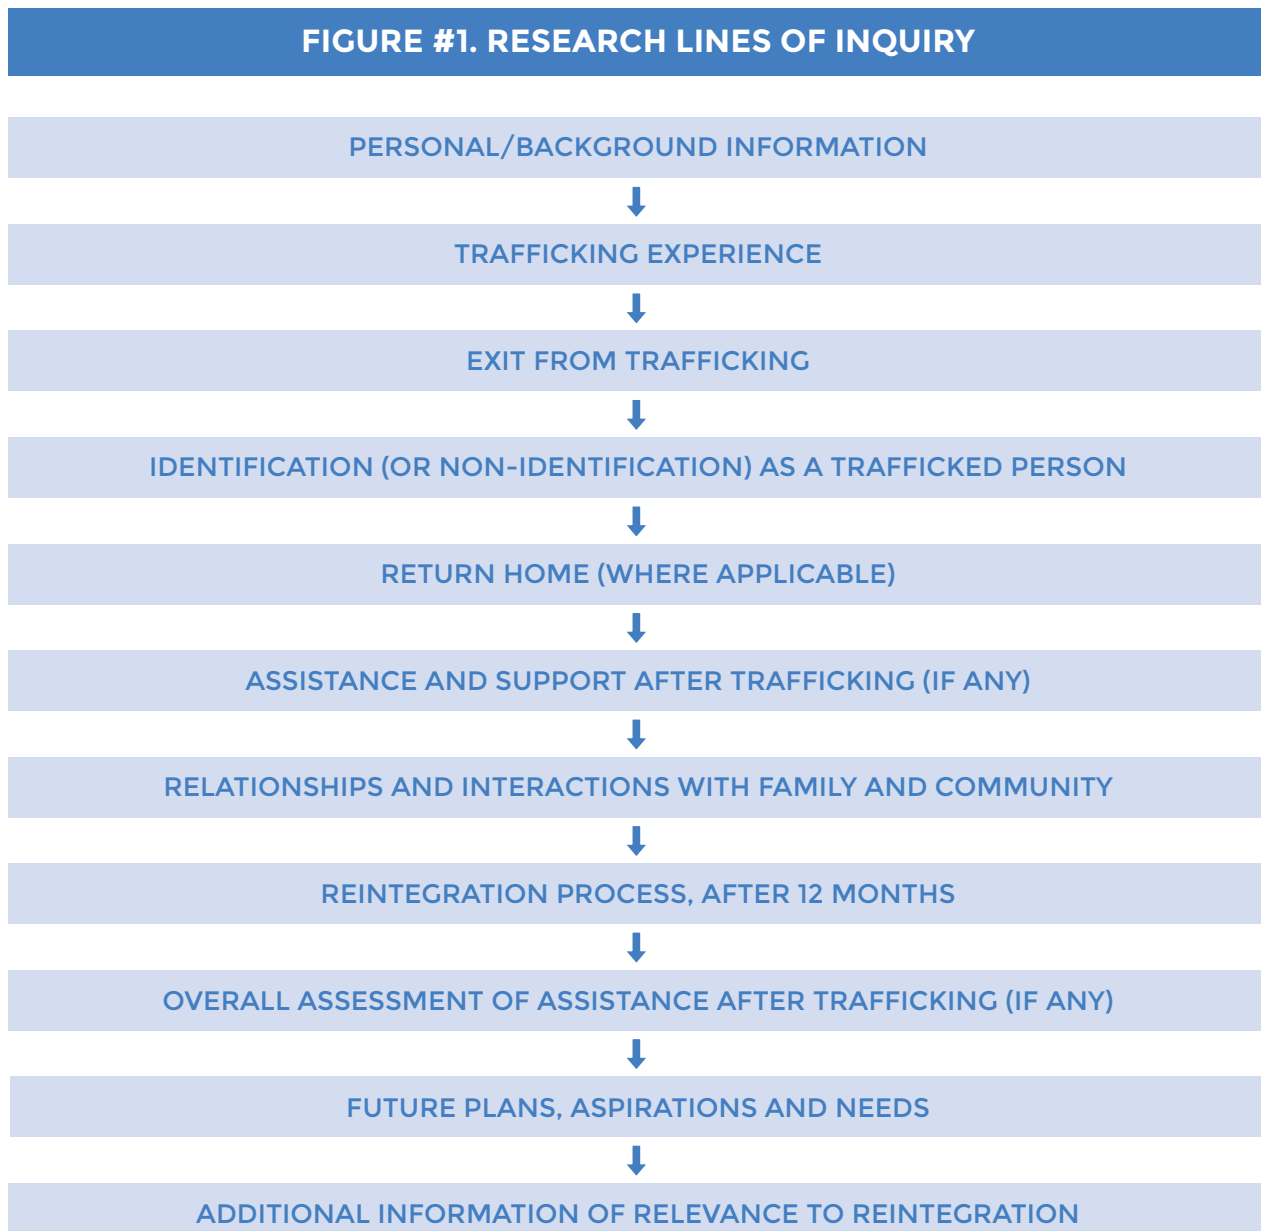 FIGURE #1. RESEARCH LINES OF INQUIRY
PERSONAL/BACKGROUND INFORMATION
TRAFFICKING EXPERIENCE
EXIT FROM TRAFFICKING
IDENTIFICATION (OR NON-IDENTIFICATION) AS A TRAFFICKED PERSON
RETURN HOME (WHERE APPLICABLE)
ASSISTANCE AND SUPPORT AFTER TRAFFICKING (IF ANY)
RELATIONSHIPS AND INTERACTIONS WITH FAMILY AND COMMUNITY
REINTEGRATION PROCESS, AFTER 12 MONTHS
OVERALL ASSESSMENT OF ASSISTANCE AFTER TRAFFICKING (IF ANY)
FUTURE PLANS, ASPIRATIONS AND NEEDS
ADDITIONAL INFORMATION OF RELEVANCE TO REINTEGRATION